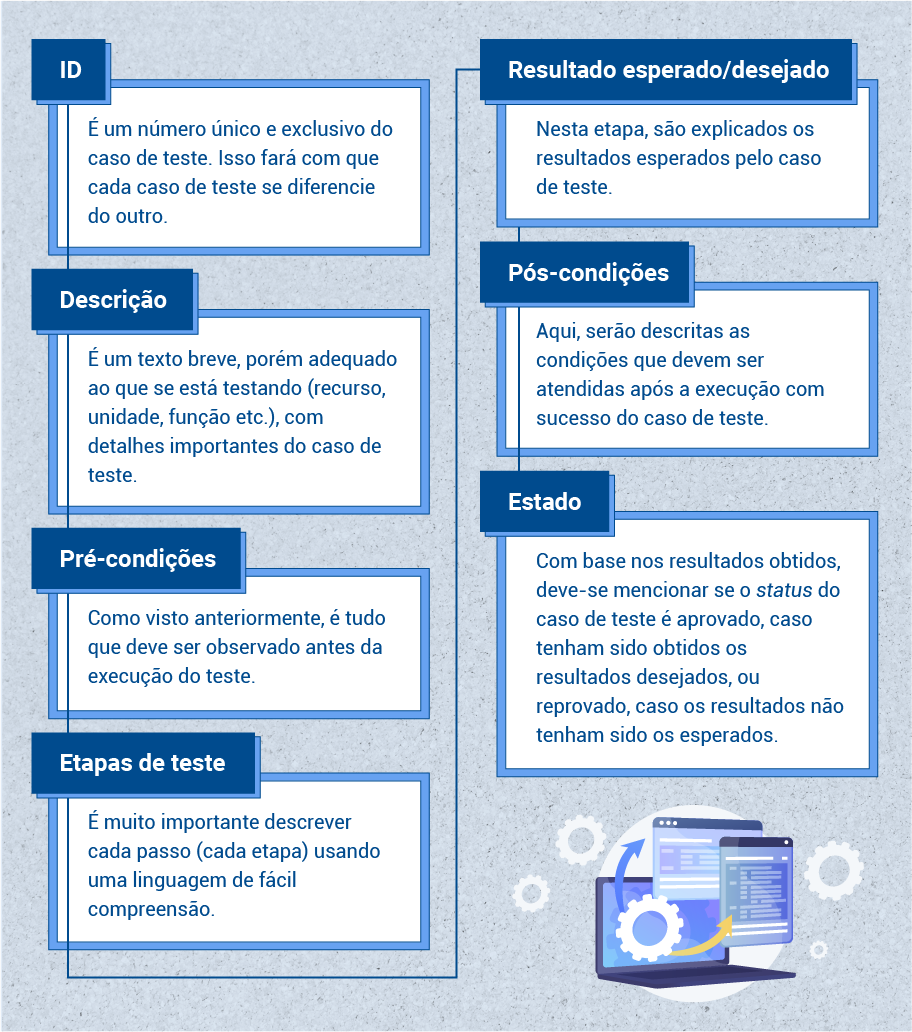 ID
É um número único e exclusivo do
caso de teste. Isso fará com que
cada caso de teste se diferencie
do outro.
Descrição
É um texto breve, porém adequado
ao que se está testando (recurso,
unidade, função etc.), com
detalhes importantes do caso de
teste.
Pré-condições
Como visto anteriormente, é tudo
que deve ser observado antes da
execução do teste.
Etapas de teste
É muito importante descrever
cada passo (cada etapa) usando
uma linguagem de fácil
compreensão.
Resultado esperado/desejado
Nesta etapa, são explicados os
resultados esperados pelo caso
de teste.
Pós-condições
Aqui, serão descritas as
condições que devem ser
atendidas após a execução com
sucesso do caso de teste.
Estado
Com base nos resultados obtidos,
deve-se mencionar se o status do
caso de teste é aprovado, caso
tenham sido obtidos os
resultados desejados, ou
reprovado, caso os resultados não
tenham sido os esperados.